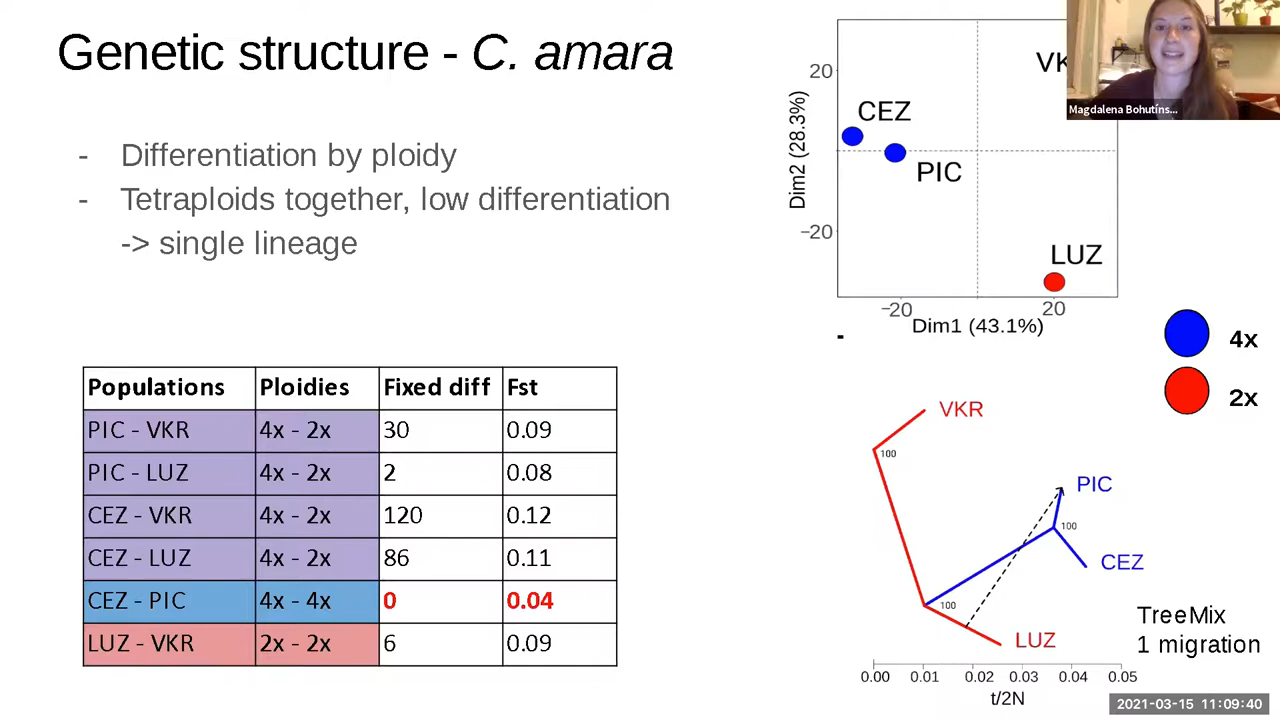 Genetic structure - C. amara
- Differentiation by ploidy
- Tetraploids together, low differentiation
-> single lineage
Populations Ploidies Fixed diff Fst
PIC - VKR 4x - 2x 30 0.09
PIC - LUZ 4x - 2x 2 0.08
CEZ - VKR 4x - 2x 120 0.12
CEZ - LUZ 4x - 2x 86 0.11
CEZ - PIC 4x - 4x 0 0.04
LUZ - VKR 2x - 2x 6 0.09
Magdalena Bohutíns...
VK
20
CEZ
PIC
Dim2 (28.3%)
−20
LUZ
−20 20
Dim1 (43.1%)
-
4x
2x
VKR
100
PIC
100
CEZ
100
LUZ
TreeMix
1 migration
0.00 0.01 0.02 0.03 0.04 0.05
t/2N
2021-03-15 11:09:40